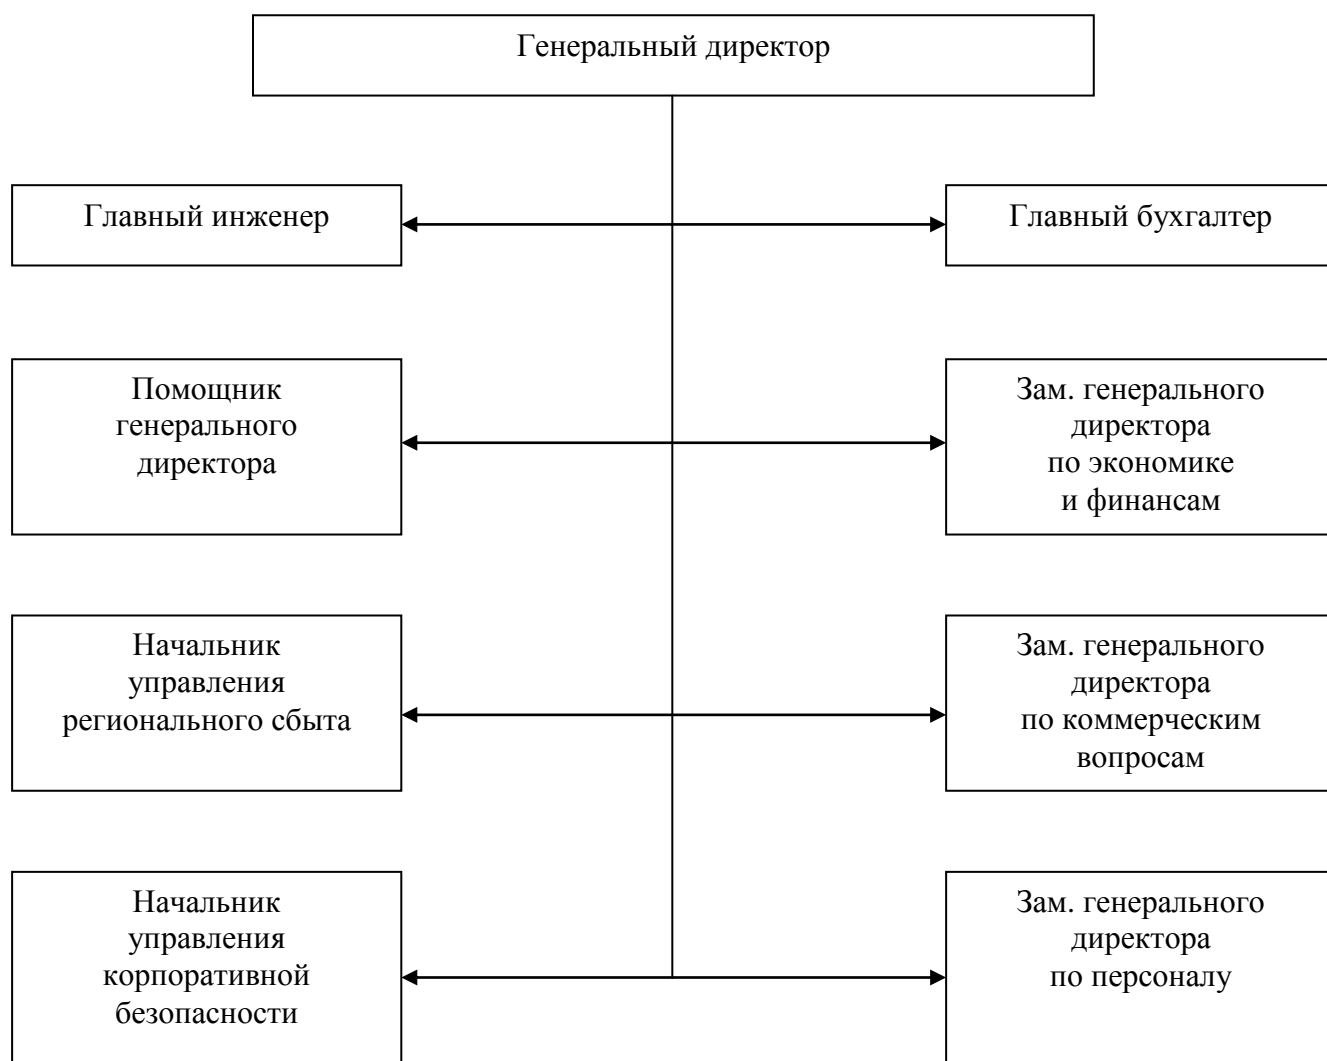 Генеральный директор
Главный инженер
Главный бухгалтер
Помощник
генерального
директора
Зам. генерального
директора
по экономике
и финансам
Начальник
управления
регионального сбыта
Зам. генерального
директора
по коммерческим
вопросам
Начальник
управления
корпоративной
безопасности
Зам. генерального
директора
по персоналу